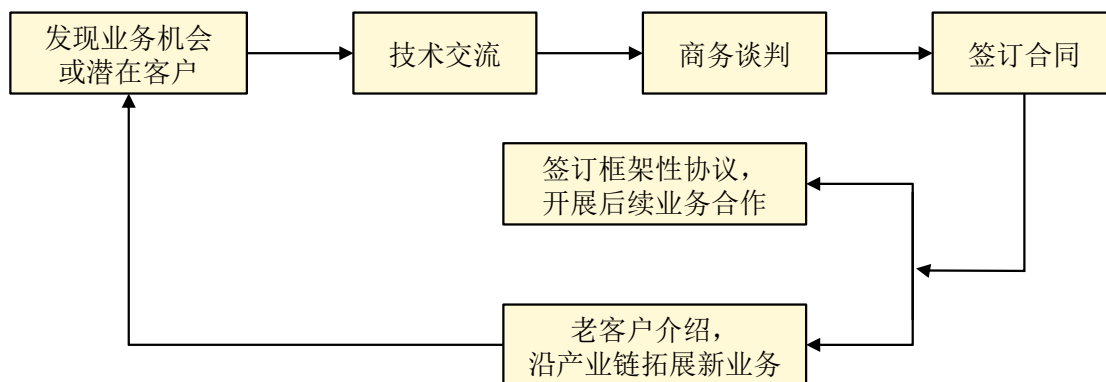 发现业务机会
或潜在客户
技术交流
商务谈判
签订合同
签订框架性协议，
开展后续业务合作
老客户介绍，
沿产业链拓展新业务